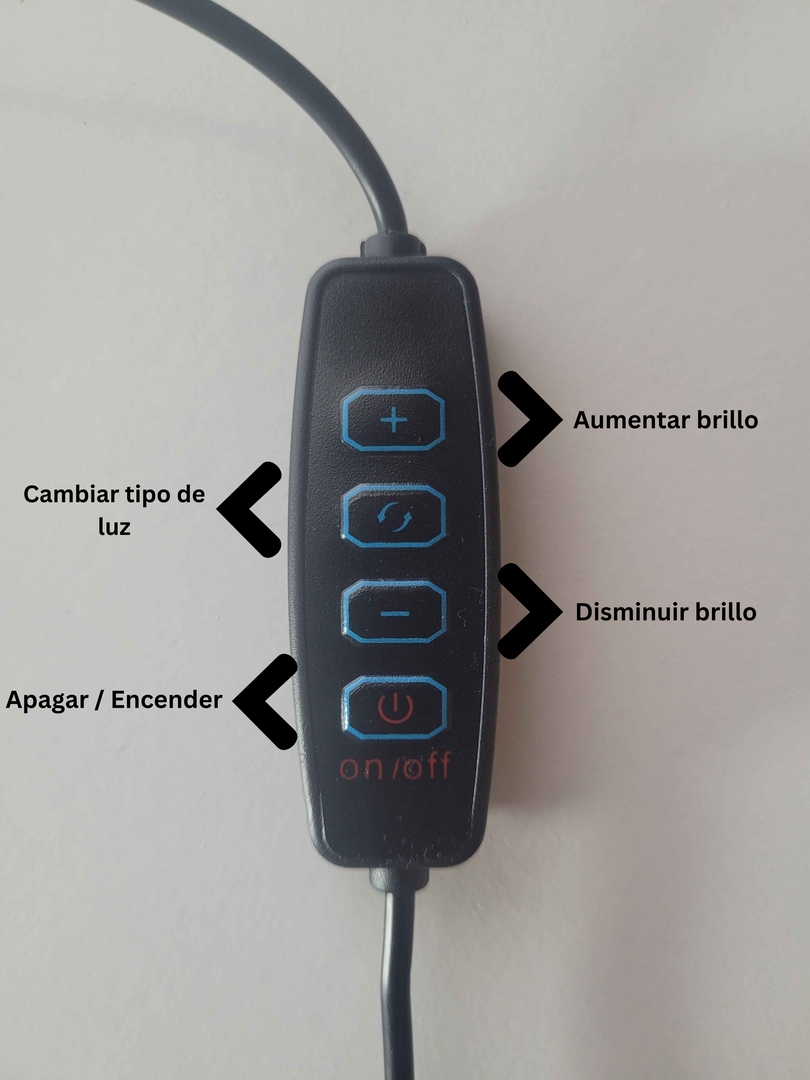 Aumentar brillo
Cambiar tipo de
luz
Disminuir brillo
Apagar / Encender
on/off